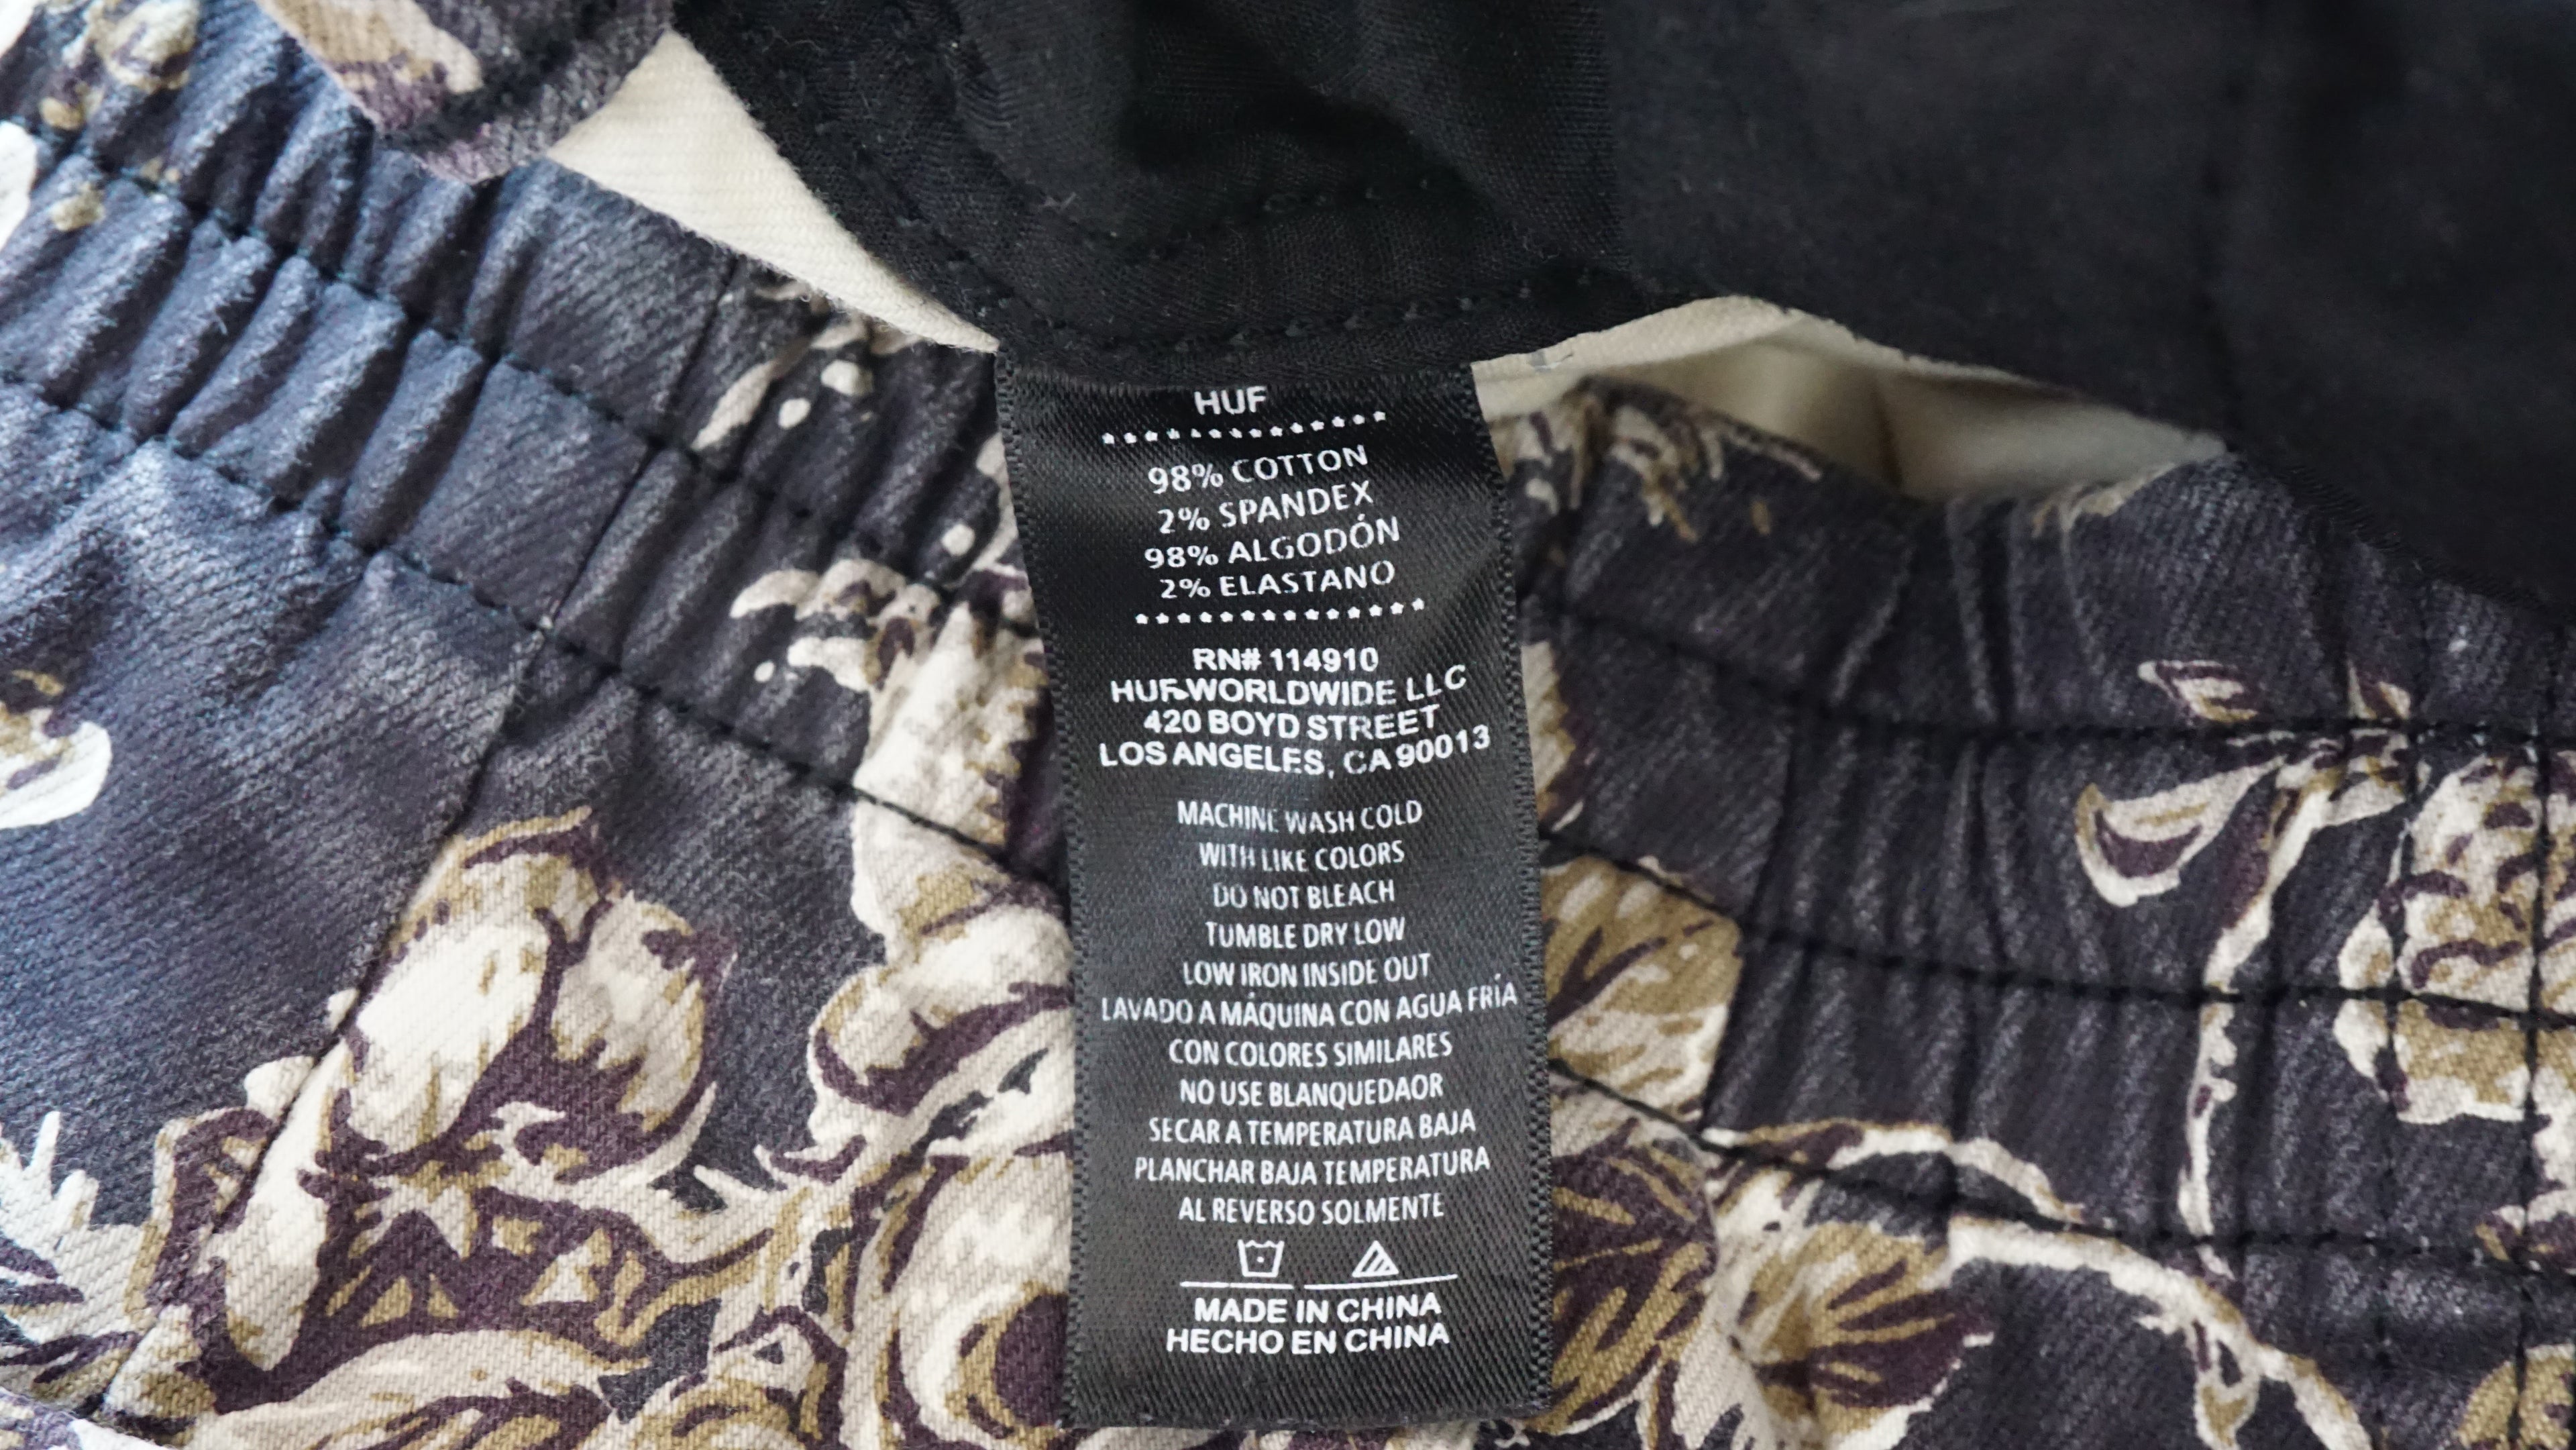 HUF
98% COTTON
2% SPANDEX
98% ALGODÓN
2% ELASTANO
RN# 114910
HUF WORLDWIDE LLC
420 BOYD STREET
LOS ANGELES, CA 90013
MACHINE WASH COLD
WITH LIKE COLORS
DO NOT BLEACH
TUMBLE DRY LOW
LOW IRON INSIDE OUT
LAVADO A MÁQUINA CON AGUA FRÍA
CON COLORES SIMILARES
NO USE BLANQUEDAOR
SECAR A TEMPERATURA BAJA
PLANCHAR BAJA TEMPERATURA
AL REVERSO SOLMENTE
MADE IN CHINA
HECHO EN CHINA